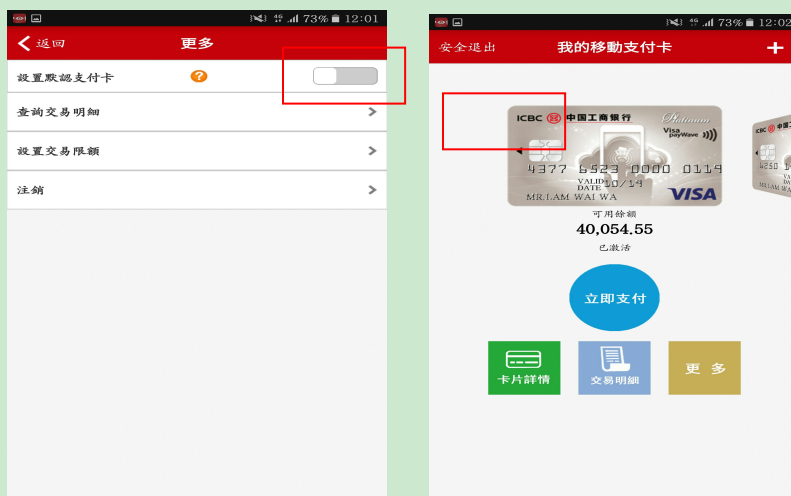 4G 73% 12:01
返回 更多
設置默認支付卡 ?
查詢交易明細
設置交易限額
注銷
4G 73% 12:02
安全退出 我的移動支付卡 +
ICBC 中国工商银行 Platinum
Visa
payWave
4377 6523 0000 0119
VALID
DATE 10/19
MR.LAM WAI WA VISA
可用餘額
40,054.55
已激活
立即支付
卡片詳情 交易明細 更多